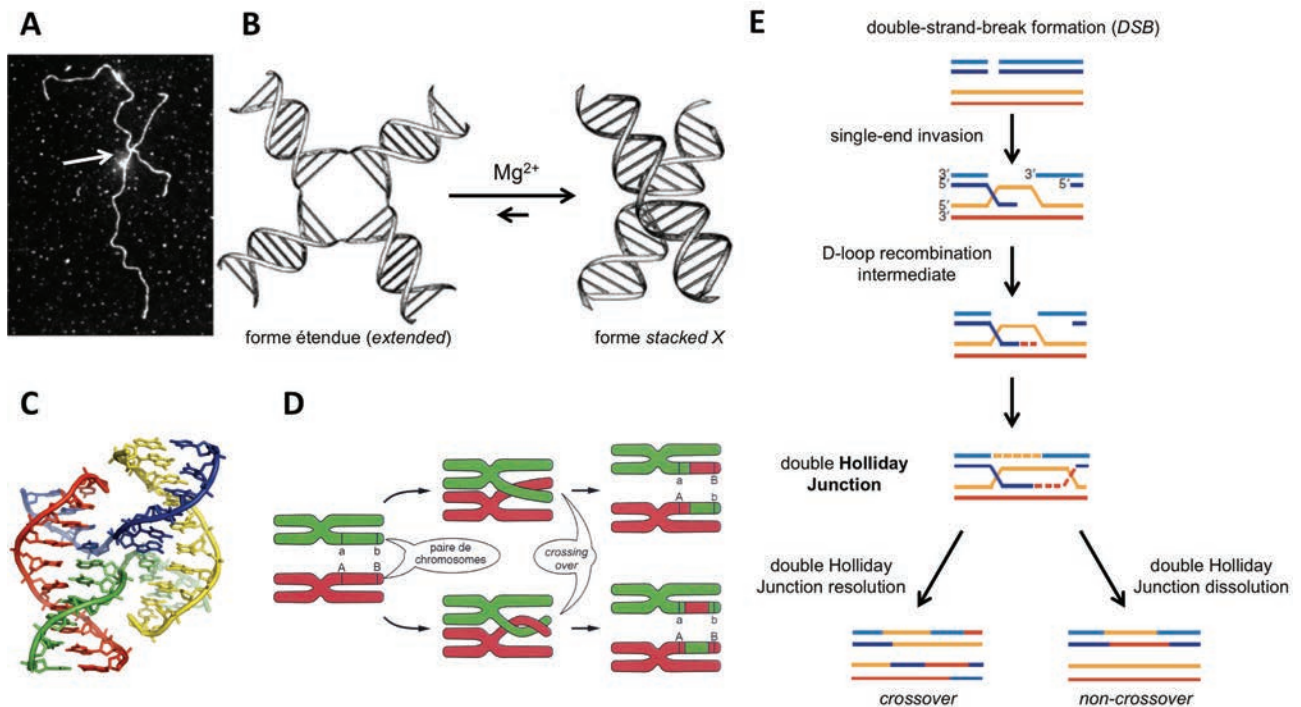 A
B
Mg2+
forme étendue (extended)
forme stacked X
C
D
a
b
A
B
paire de
chromosomes
crossing
over
a
B
A
b
a
b
A
B
E
double-strand-break formation (DSB)
single-end invasion
3'
5'
3'
5'
5'
3'
D-loop recombination
intermediate
double Holliday
Junction
double Holliday
Junction resolution
double Holliday
Junction dissolution
crossover
non-crossover